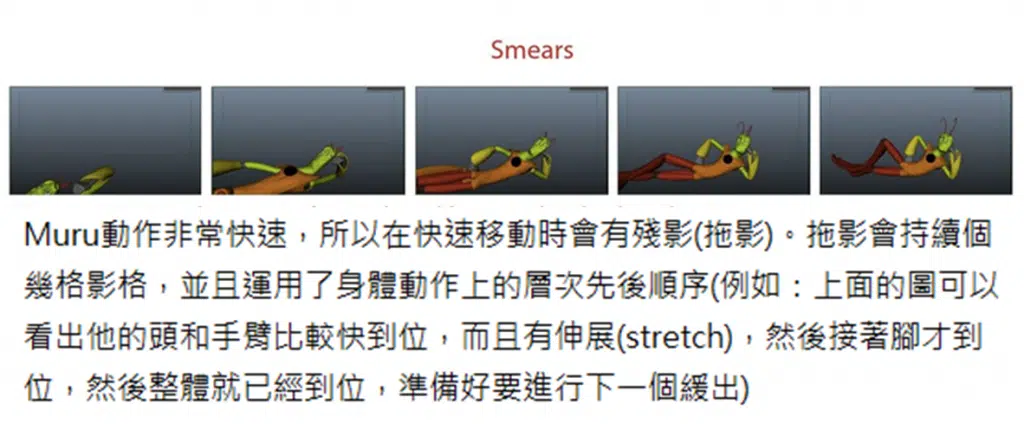 Smears
Muru動作非常快速，所以在快速移動時會有殘影(拖影)。拖影會持續個
幾格影格，並且運用了身體動作上的層次先後順序(例如：上面的圖可以
看出他的頭和手臂比較快到位，而且有伸展(stretch)，然後接著腳才到
位，然後整體就已經到位，準備好要進行下一個緩出)